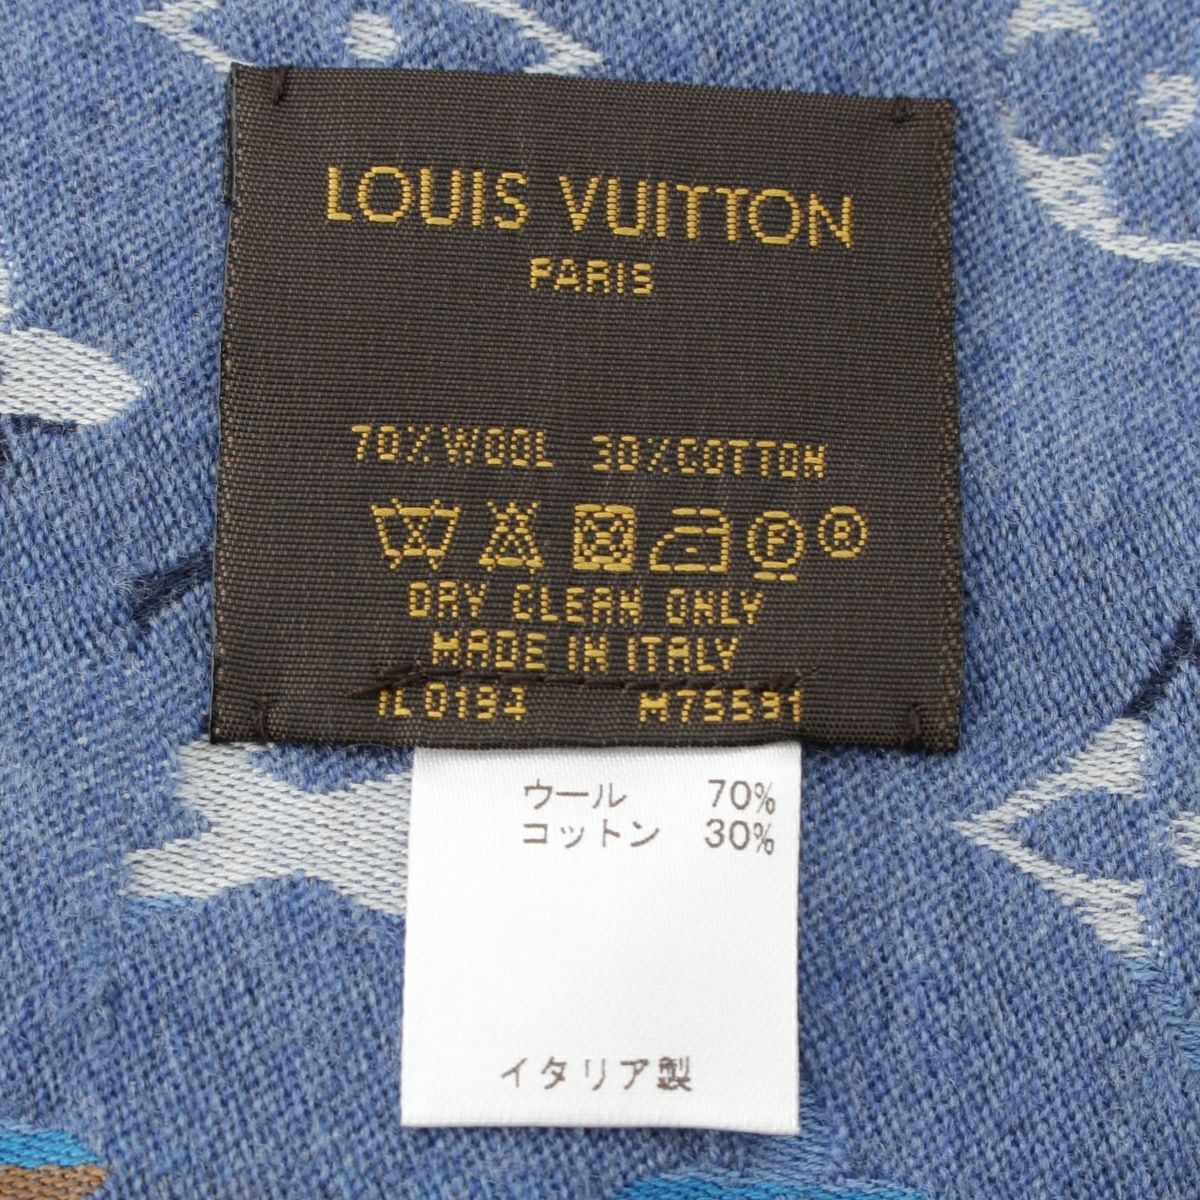 LOUIS VUITTON
PARIS
70% WOOL 30% COTTON
P R
DRY CLEAN ONLY
MADE IN ITALY
IL0194 M75591
ウール 70%
コットン 30%
イタリア製